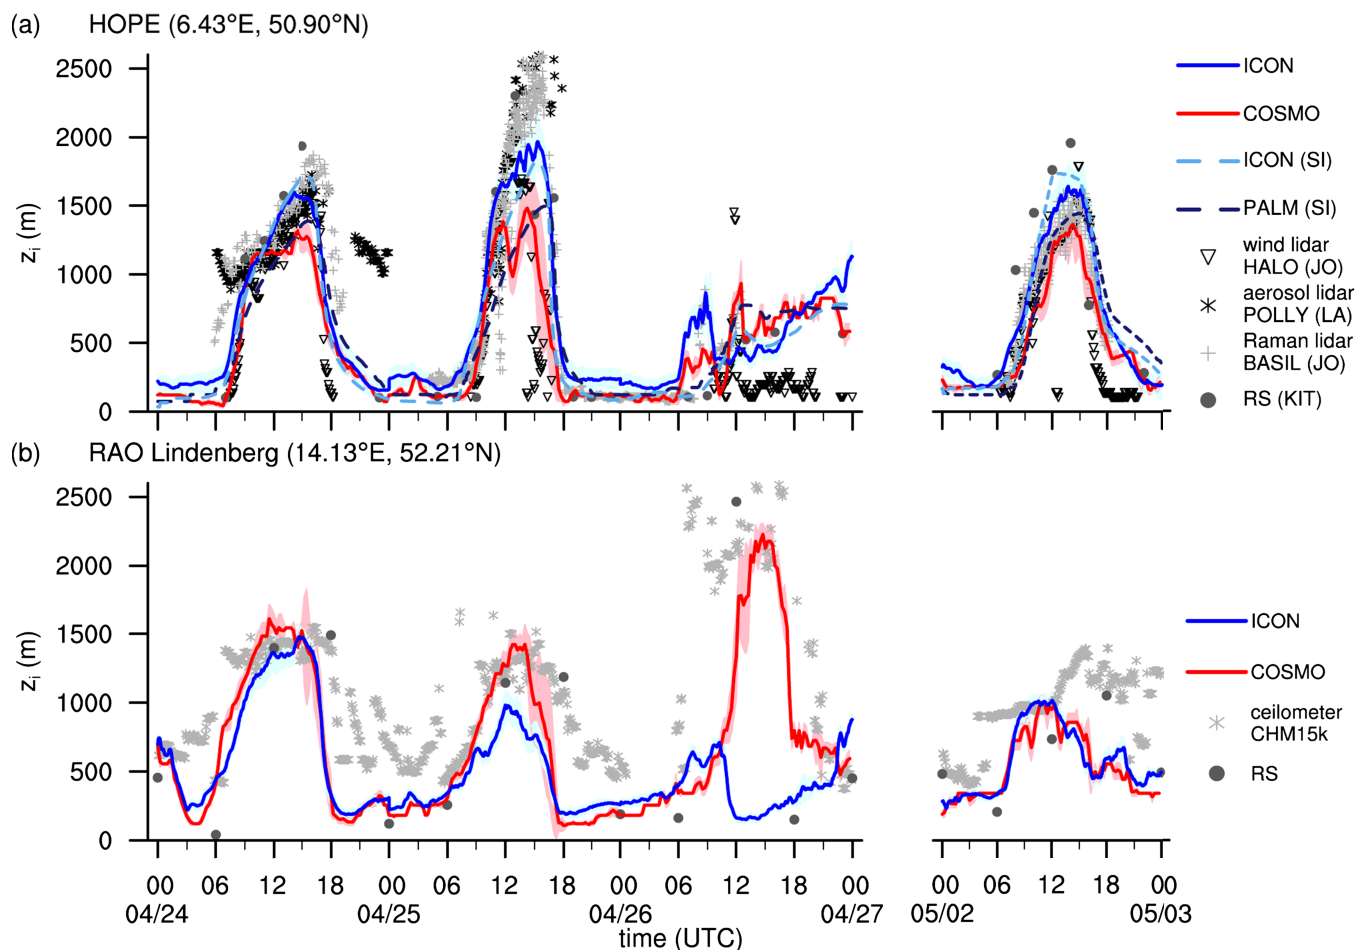 (a) HOPE (6.43°E, 50.90°N)
2500
2000
1500
1000
500
0
zi (m)
ICON
COSMO
ICON (SI)
PALM (SI)
wind lidar
HALO (JO)
aerosol lidar
POLLY (LA)
Raman lidar
BASIL (JO)
RS (KIT)
(b) RAO Lindenberg (14.13°E, 52.21°N)
2500
2000
1500
1000
500
0
zi (m)
ICON
COSMO
ceilometer
CHM15k
RS
00 06 12 18 00 06 12 18 00 06 12 18 00 00 06 12 18 00
04/24 04/25 04/26 04/27 05/02 05/03
time (UTC)